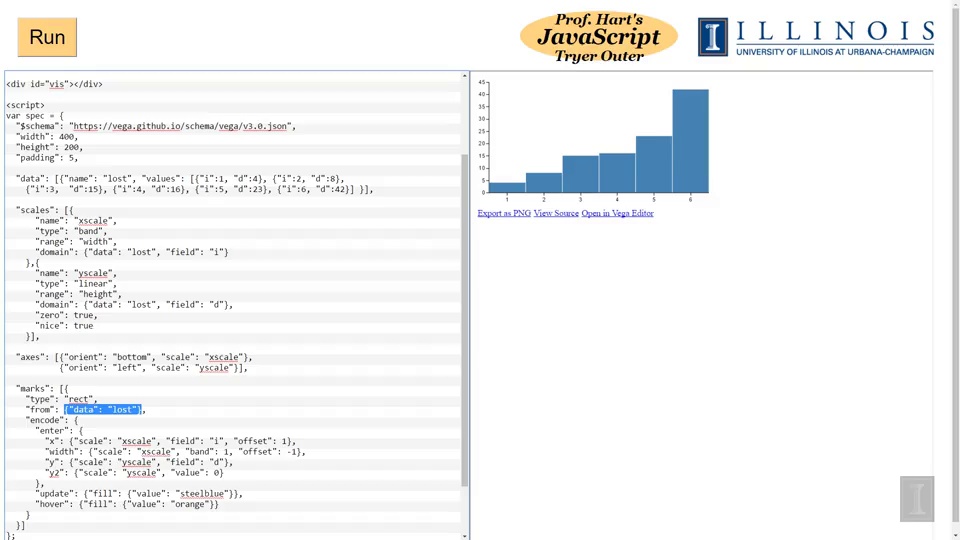 Run
Prof. Hart's
JavaScript
Tryer Outer
I ILLINOIS
UNIVERSITY OF ILLINOIS AT URBANA-CHAMPAIGN
<div id="vis"></div>
<script>
var spec = {
"$schema": "https://vega.github.io/schema/vega/v3.0.json",
"width": 400,
"height": 200,
"padding": 5,
"data": [{"name": "lost", "values": [{"i":1, "d":4}, {"i":2, "d":8},
{"i":3, "d":15}, {"i":4, "d":16}, {"i":5, "d":23}, {"i":6, "d":42}] }],
"scales": [{
"name": "xscale",
"type": "band",
"range": "width",
"domain": {"data": "lost", "field": "i"}
},{
"name": "yscale",
"type": "linear",
"range": "height",
"domain": {"data": "lost", "field": "d"},
"zero": true,
"nice": true
}],
"axes": [{"orient": "bottom", "scale": "xscale"},
{"orient": "left", "scale": "yscale"}],
"marks": [{
"type": "rect",
"from": {"data": "lost"},
"encode": {
"enter": {
"x": {"scale": "xscale", "field": "i", "offset": 1},
"width": {"scale": "xscale", "band": 1, "offset": -1},
"y": {"scale": "yscale", "field": "d"},
"y2": {"scale": "yscale", "value": 0}
},
"update": {"fill": {"value": "steelblue"}},
"hover": {"fill": {"value": "orange"}}
}
}]
};
45
40
35
30
25
20
15
10
5
0
1 2 3 4 5 6
Export as PNG View Source Open in Vega Editor
I